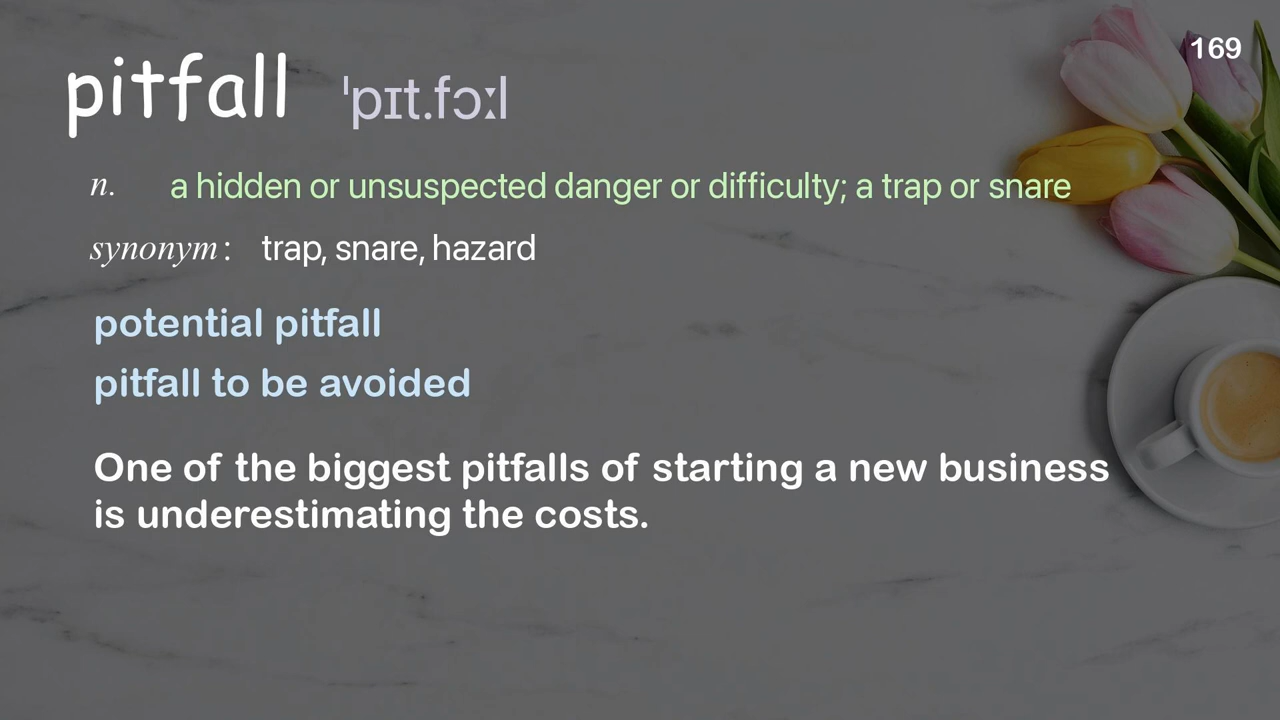 169
pitfall ˈpɪt.fɔːl
n. a hidden or unsuspected danger or difficulty; a trap or snare
synonym: trap, snare, hazard
potential pitfall
pitfall to be avoided
One of the biggest pitfalls of starting a new business
is underestimating the costs.